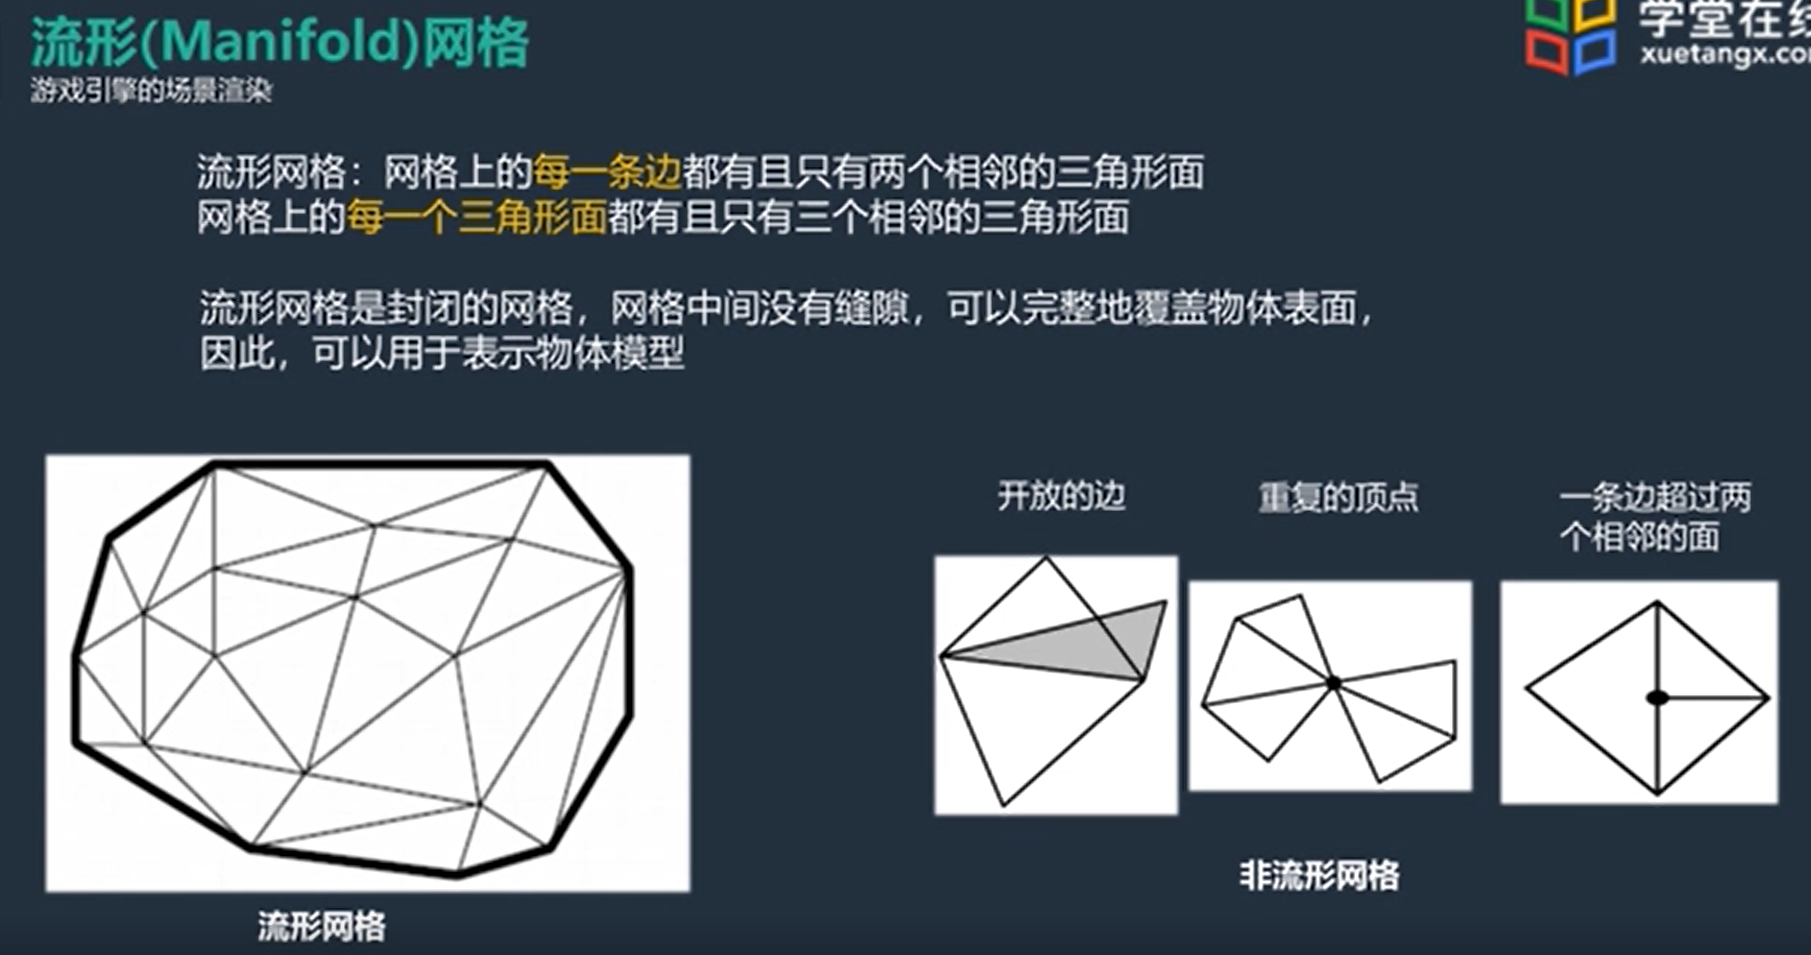 流形(Manifold)网格
游戏引擎的场景渲染
学堂在线
xuetangx.com
流形网格：网格上的每一条边都有且只有两个相邻的三角形面
网格上的每一个三角形面都有且只有三个相邻的三角形面
流形网格是封闭的网格，网格中间没有缝隙，可以完整地覆盖物体表面，
因此，可以用于表示物体模型
开放的边
重复的顶点
一条边超过两
个相邻的面
非流形网格
流形网格